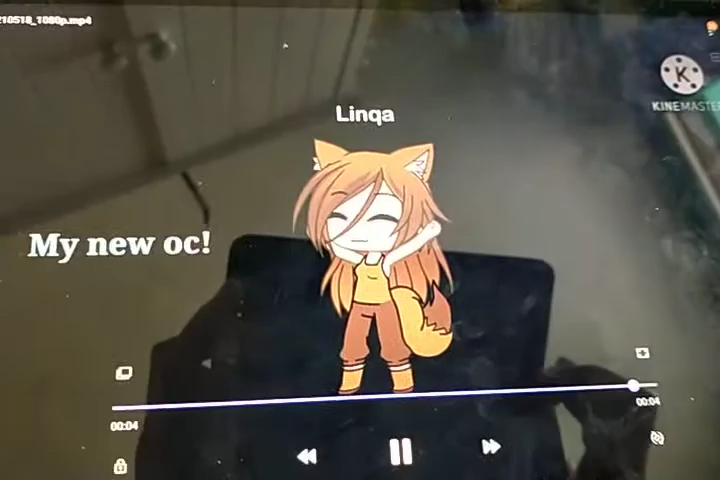 210518_1080p.mp4
KINEMASTER
Linqa
My new oc!
00:04
00:04